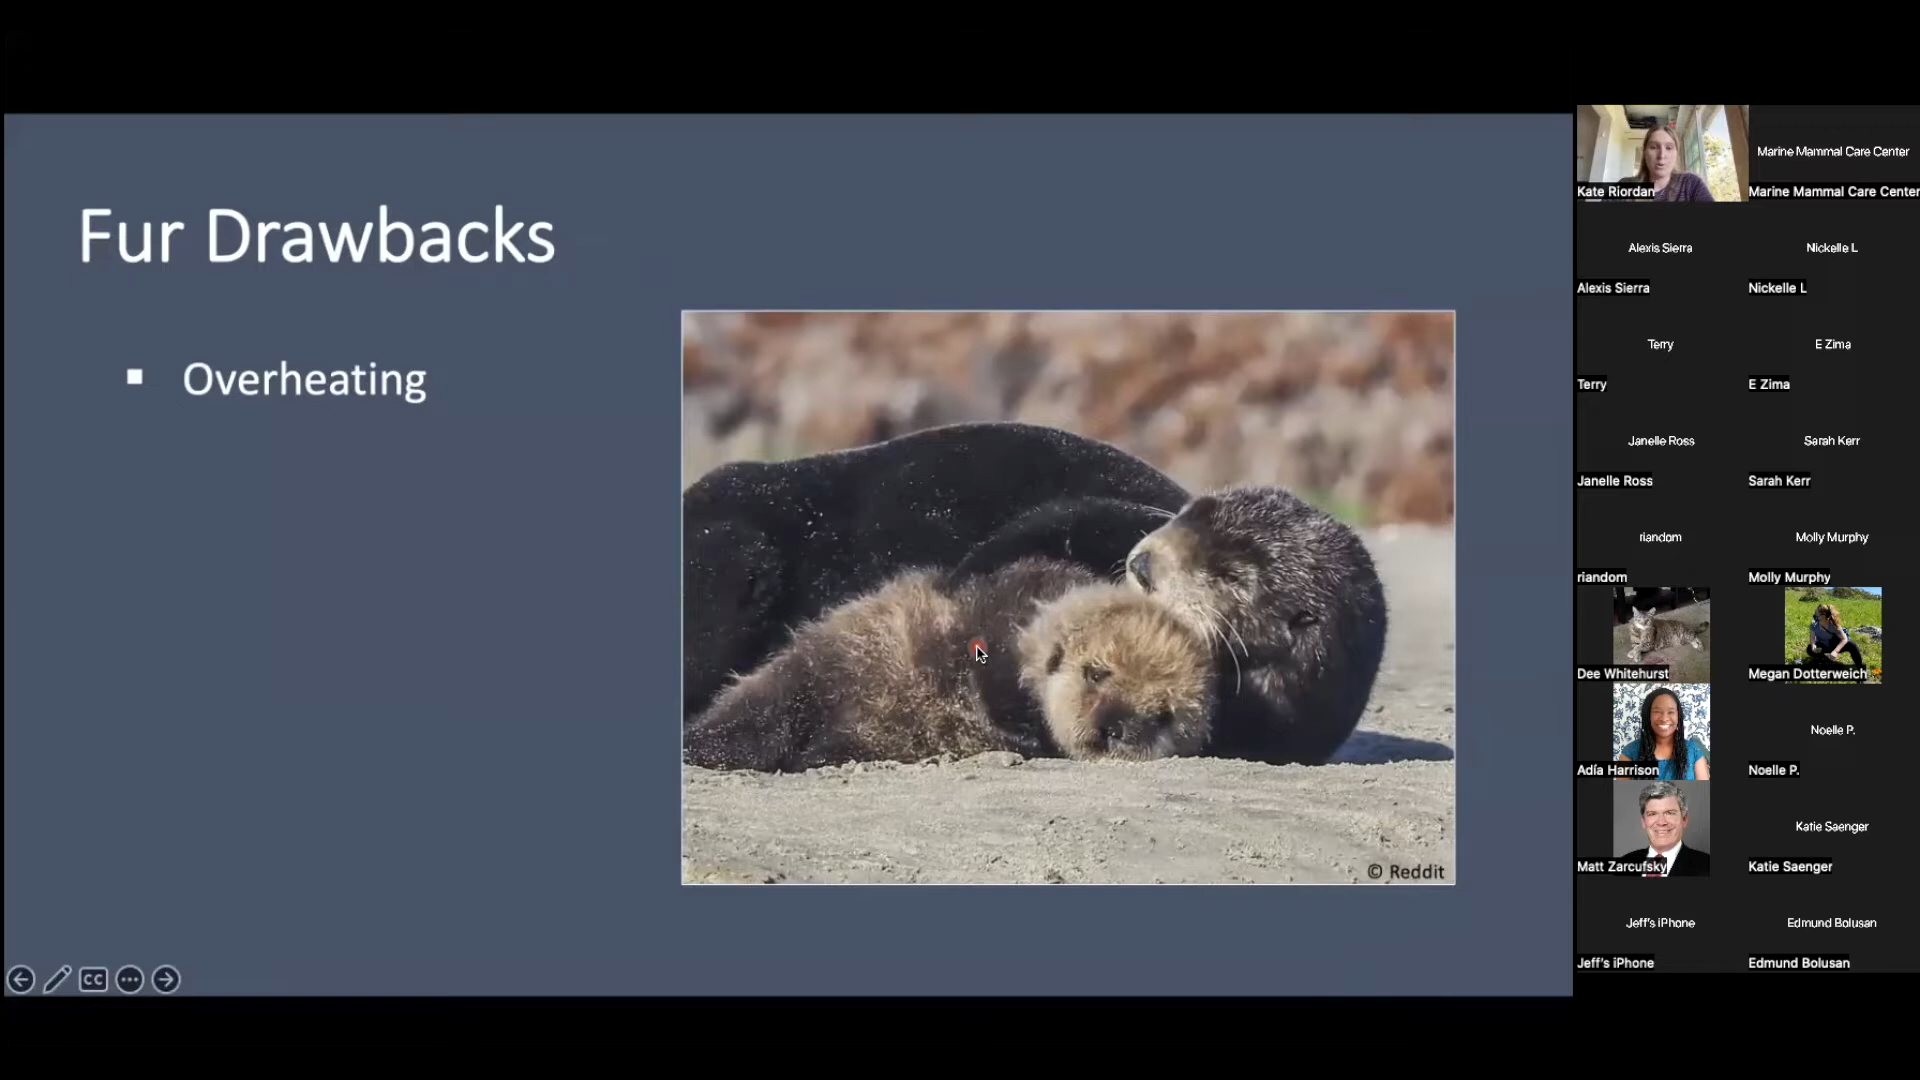 Fur Drawbacks
▪ Overheating
© Reddit
CC
Kate Riordan
Marine Mammal Care Center
Marine Mammal Care Center
Alexis Sierra
Alexis Sierra
Nickelle L
Nickelle L
Terry
Terry
E Zima
E Zima
Janelle Ross
Janelle Ross
Sarah Kerr
Sarah Kerr
riandom
riandom
Molly Murphy
Molly Murphy
Dee Whitehurst
Megan Dotterweich
Adía Harrison
Noelle P.
Noelle P.
Matt Zarcufsky
Katie Saenger
Katie Saenger
Jeff's iPhone
Jeff's iPhone
Edmund Bolusan
Edmund Bolusan